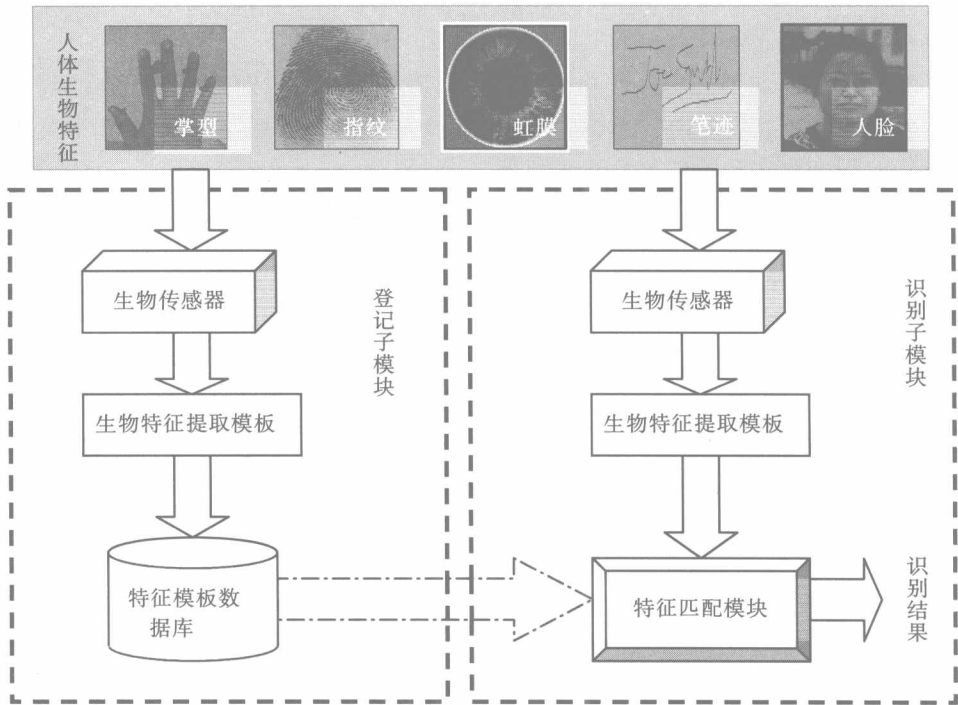 人体生物特征
掌型
指纹
Joe Smith
虹膜
笔迹
人脸
生物传感器
生物特征提取模板
特征模板数
据库
登记子模块
生物传感器
生物特征提取模板
特征匹配模块
识别子模块
识别结果